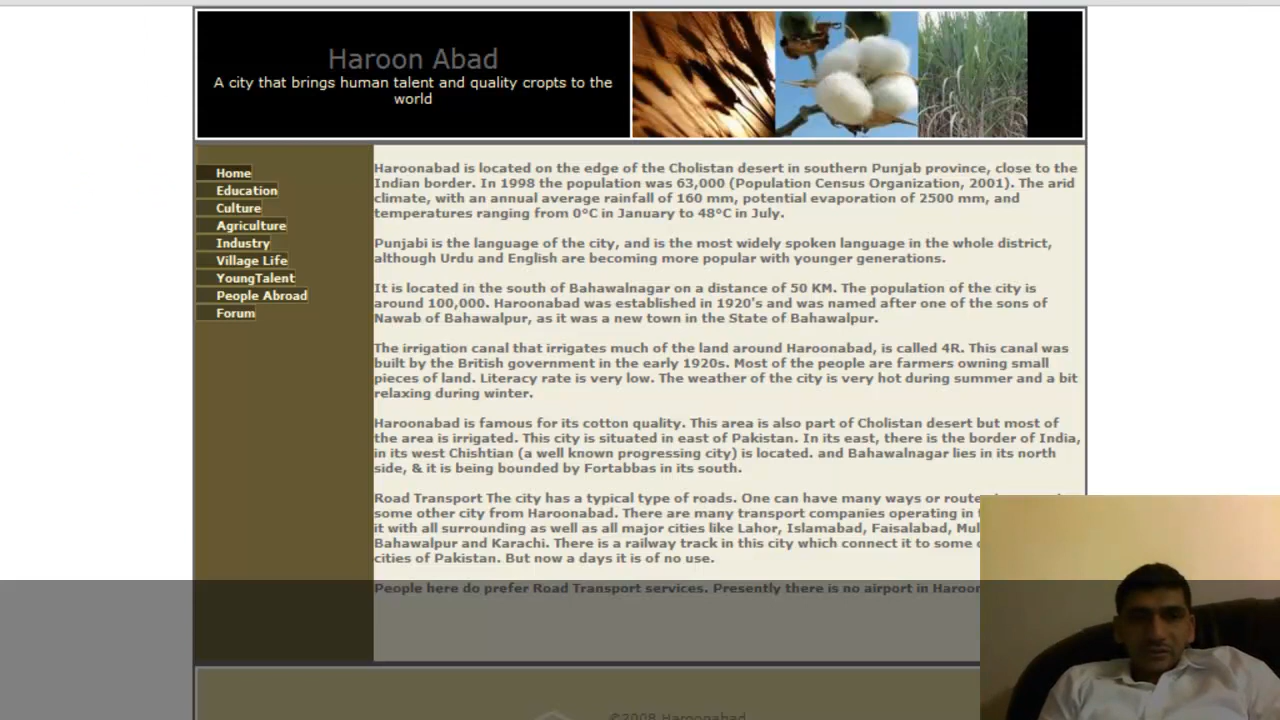 Haroon Abad
A city that brings human talent and quality cropts to the
world
Home
Education
Culture
Agriculture
Industry
Village Life
YoungTalent
People Abroad
Forum
Haroonabad is located on the edge of the Cholistan desert in southern Punjab province, close to the
Indian border. In 1998 the population was 63,000 (Population Census Organization, 2001). The arid
climate, with an annual average rainfall of 160 mm, potential evaporation of 2500 mm, and
temperatures ranging from 0°C in January to 48°C in July.
Punjabi is the language of the city, and is the most widely spoken language in the whole district,
although Urdu and English are becoming more popular with younger generations.
It is located in the south of Bahawalnagar on a distance of 50 KM. The population of the city is
around 100,000. Haroonabad was established in 1920's and was named after one of the sons of
Nawab of Bahawalpur, as it was a new town in the State of Bahawalpur.
The irrigation canal that irrigates much of the land around Haroonabad, is called 4R. This canal was
built by the British government in the early 1920s. Most of the people are farmers owning small
pieces of land. Literacy rate is very low. The weather of the city is very hot during summer and a bit
relaxing during winter.
Haroonabad is famous for its cotton quality. This area is also part of Cholistan desert but most of
the area is irrigated. This city is situated in east of Pakistan. In its east, there is the border of India,
in its west Chishtian (a well known progressing city) is located. and Bahawalnagar lies in its north
side, & it is being bounded by Fortabbas in its south.
Road Transport The city has a typical type of roads. One can have many ways or
some other city from Haroonabad. There are many transport companies operating in
it with all surrounding as well as all major cities like Lahor, Islamabad, Faisalabad,
Bahawalpur and Karachi. There is a railway track in this city which connect it to some
cities of Pakistan. But now a days it is of no use.
People here do prefer Road Transport services. Presently there is no airport in
©2008 Haroonabad